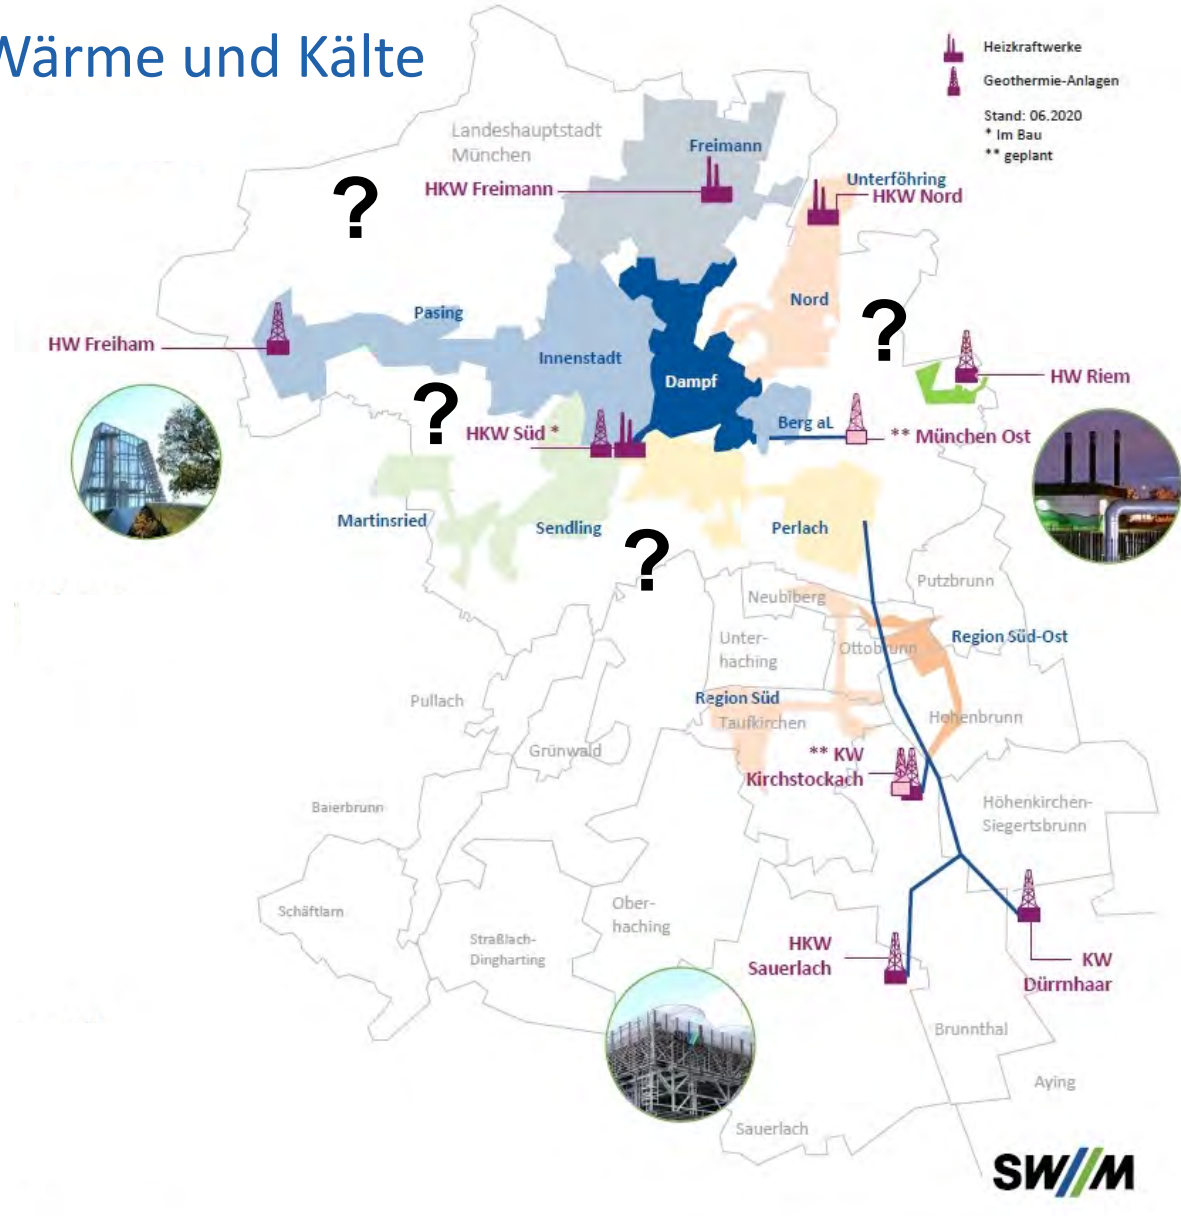 Wärme und Kälte
Heizkraftwerke
Geothermie-Anlagen
Stand: 06.2020
* Im Bau
** geplant
Landeshauptstadt
München
Freimann
HKW Freimann
Unterföhring
HKW Nord
?
Pasing
Nord
?
HW Freiham
Innenstadt
Dampf
HW Riem
?
HKW Süd *
Berg aL
** München Ost
Martinsried
Sendling
Perlach
?
Putzbrunn
Neubiberg
Unter-
haching
Ottobrunn
Region Süd-Ost
Pullach
Region Süd
Taufkirchen
Hohenbrunn
Grünwald
** KW
Kirchstockach
Baierbrunn
Höhenkirchen-
Siegertsbrunn
Schäftlarn
Ober-
haching
Straßlach-
Dingharting
HKW
Sauerlach
KW
Dürrnhaar
Brunnthal
Aying
Sauerlach
SW//M